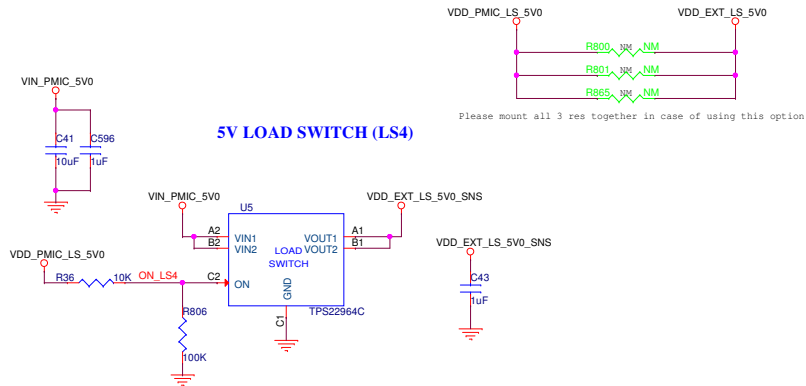 VDD_PMIC_LS_5V0
VDD_EXT_LS_5V0
R800 NM NM
R801 NM NM
R865 NM NM
Please mount all 3 res together in case of using this option
VIN_PMIC_5V0
C41
10uF
C596
1uF
5V LOAD SWITCH (LS4)
VIN_PMIC_5V0
VDD_EXT_LS_5V0_SNS
U5
A2 VIN1
B2 VIN2
VOUT1 A1
VOUT2 B1
LOAD
SWITCH
C2 ON
GND
C1
TPS22964C
VDD_PMIC_LS_5V0
R36 10K
ON_LS4
R806
100K
VDD_EXT_LS_5V0_SNS
C43
1uF